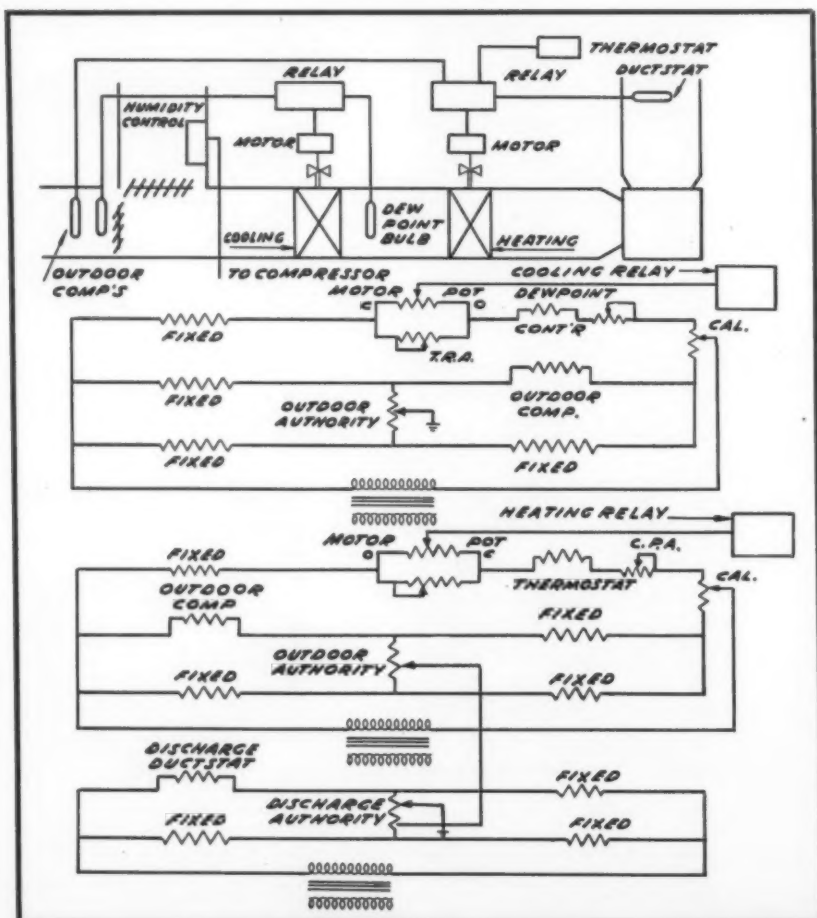 THERMOSTAT
RELAY
RELAY
DUCTSTAT
HUMIDITY
CONTROL
MOTOR
MOTOR
COOLING
DEW
POINT
BULB
HEATING
OUTDOOR
COMP'S
TO COMPRESSOR
COOLING RELAY
MOTOR
C
POT
O
DEWPOINT
CONT'R
CAL.
FIXED
T.R.A.
FIXED
OUTDOOR
AUTHORITY
OUTDOOR
COMP.
FIXED
FIXED
HEATING RELAY
MOTOR
O
POT
C
C.P.A.
FIXED
THERMOSTAT
CAL.
OUTDOOR
COMP
FIXED
OUTDOOR
AUTHORITY
FIXED
FIXED
DISCHARGE
DUCTSTAT
FIXED
DISCHARGE
AUTHORITY
FIXED
FIXED